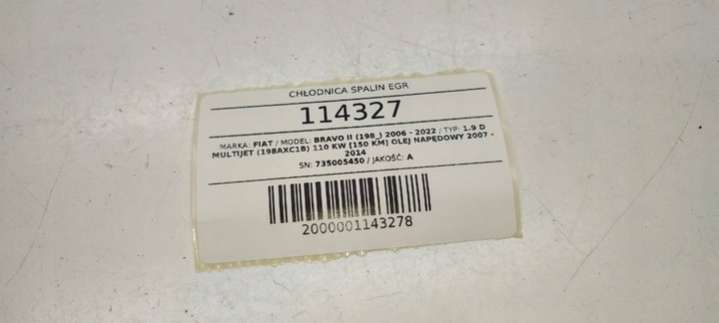 CHŁODNICA SPALIN EGR
114327
MARKA: FIAT / MODEL: BRAVO II (198_) 2006 - 2022 / TYP: 1.9 D
MULTIJET (198AXC1B) 110 KW [150 KM] OLEJ NAPĘDOWY 2007 -
2014
SN: 735005450 / JAKOŚĆ: A
2000001143278